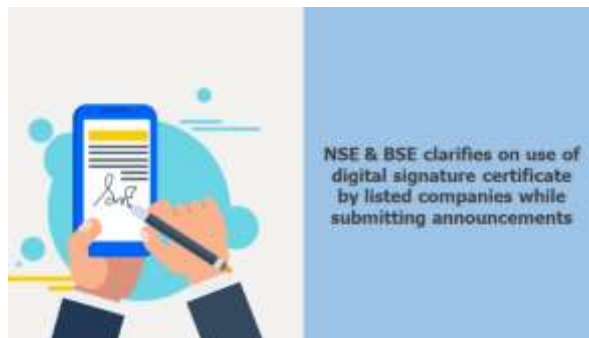 NSE & BSE clarifies on use of
digital signature certificate
by listed companies while
submitting announcements